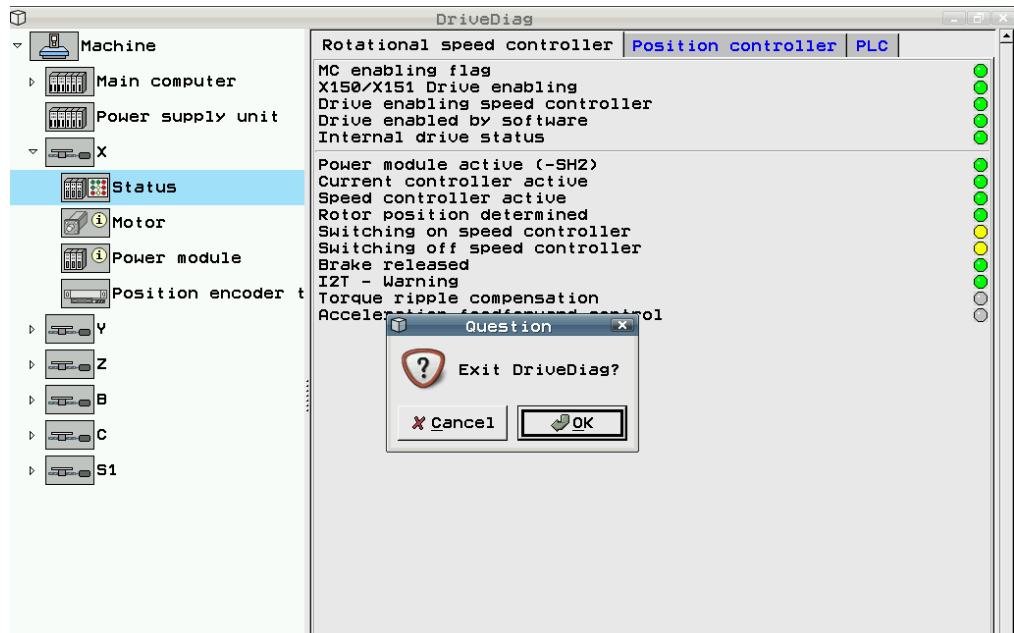 DriveDiag
Machine
Main computer
Power supply unit
X
Status
Motor
Power module
Position encoder t
Y
Z
B
C
S1
Rotational speed controller Position controller PLC
MC enabling flag
X150/X151 Drive enabling
Drive enabling speed controller
Drive enabled by software
Internal drive status
Power module active (-SH2)
Current controller active
Speed controller active
Rotor position determined
Switching on speed controller
Switching off speed controller
Brake released
I2T - Warning
Torque ripple compensation
Question
Exit DriveDiag?
Cancel OK